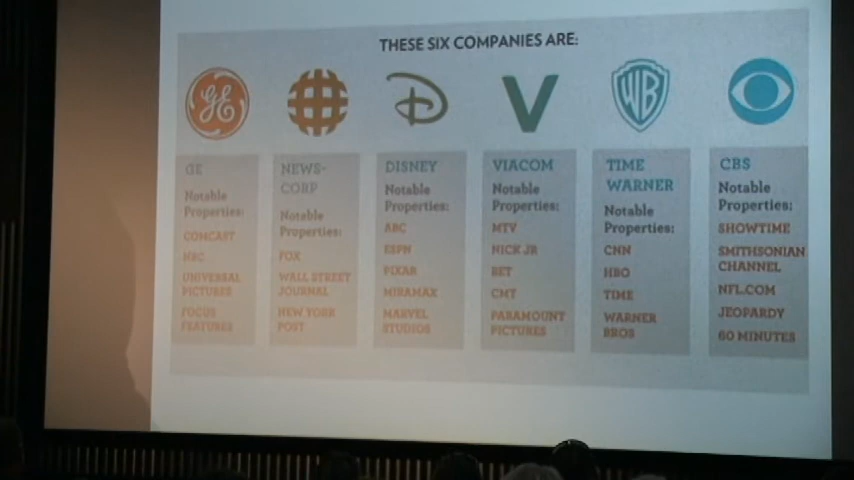 THESE SIX COMPANIES ARE:
GE
WB
GE
Notable
Properties:
COMCAST
NBC
UNIVERSAL
PICTURES
FOCUS
FEATURES
NEWS-
CORP
Notable
Properties:
FOX
WALL STREET
JOURNAL
NEW YORK
POST
DISNEY
Notable
Properties:
ABC
ESPN
PIXAR
MIRAMAX
MARVEL
STUDIOS
VIACOM
Notable
Properties:
MTV
NICK JR
BET
CMT
PARAMOUNT
PICTURES
TIME
WARNER
Notable
Properties:
CNN
HBO
TIME
WARNER
BROS
CBS
Notable
Properties:
SHOWTIME
SMITHSONIAN
CHANNEL
NFL.COM
JEOPARDY
60 MINUTES